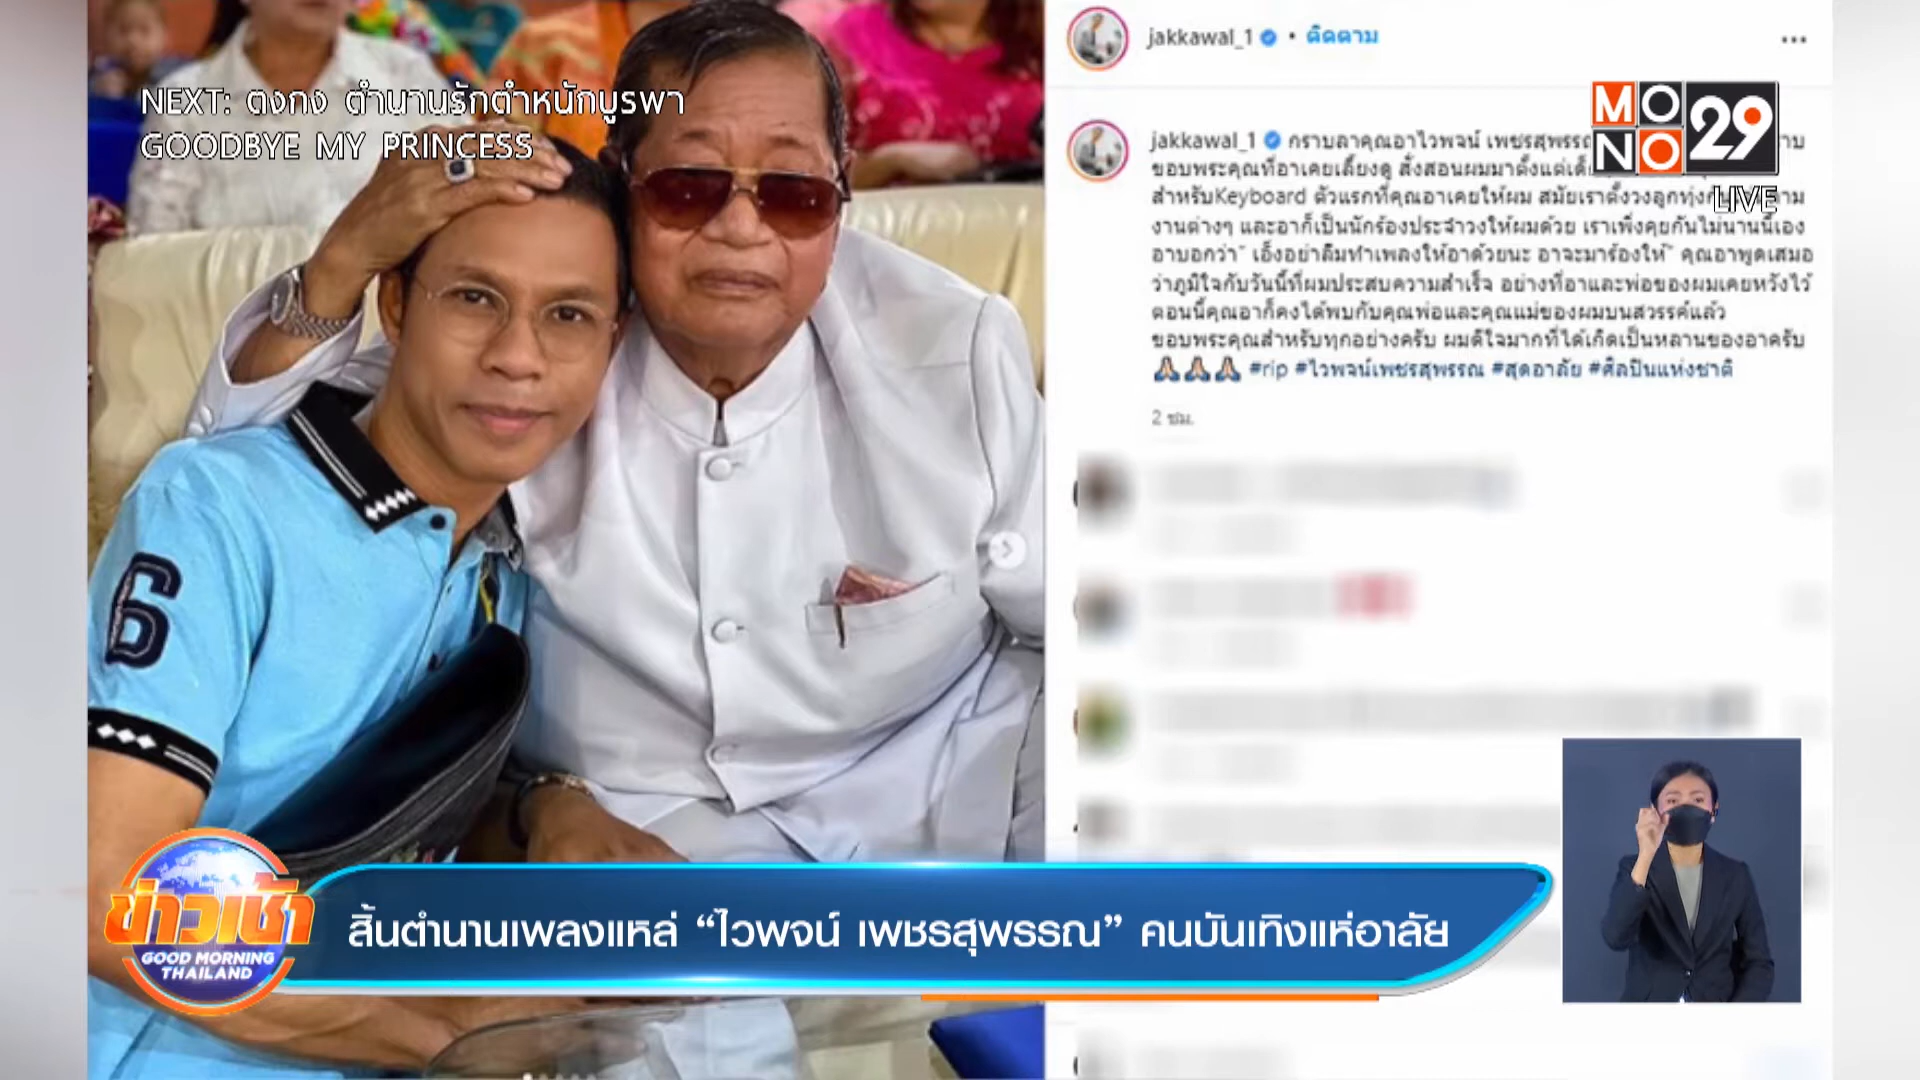 NEXT: ตงกง ตำนานรักตำหนักบูรพา
GOODBYE MY PRINCESS
jakkawal_1 • ติดตาม
MONO 29
LIVE
jakkawal_1 กราบลาคุณอาไวพจน์ เพชรสุพรรณ
ขอบพระคุณที่อาเคยเลี้ยงดู สั่งสอนผมมาตั้งแต่เด็ก
สำหรับKeyboard ตัวแรกที่คุณอาเคยให้ผม สมัยเราตั้งวงลูกทุ่ง
งานต่างๆ และอาก็เป็นนักร้องประจำวงให้ผมด้วย เราเพิ่งคุยกันไม่นานนี้เอง
อาบอกว่า" เอ็งอย่าลืมทำเพลงให้อาด้วยนะ อาจะมาร้องให้" คุณอาพูดเสมอ
ว่าภูมิใจกับวันนี้ที่ผมประสบความสำเร็จ อย่างที่อาและพ่อของผมเคยหวังไว้
ตอนนี้คุณอาก็คงได้พบกับคุณพ่อและคุณแม่ของผมบนสวรรค์แล้ว
ขอบพระคุณสำหรับทุกอย่างครับ ผมดีใจมากที่ได้เกิดเป็นหลานของอาครับ
🙏🙏🙏 #rip #ไวพจน์เพชรสุพรรณ #สุดอาลัย #ศิลปินแห่งชาติ
2 ชม.
6
ข่าวเช้า
GOOD MORNING
THAILAND
สิ้นตำนานเพลงแหล่ “ไวพจน์ เพชรสุพรรณ” คนบันเทิงแห่อาลัย